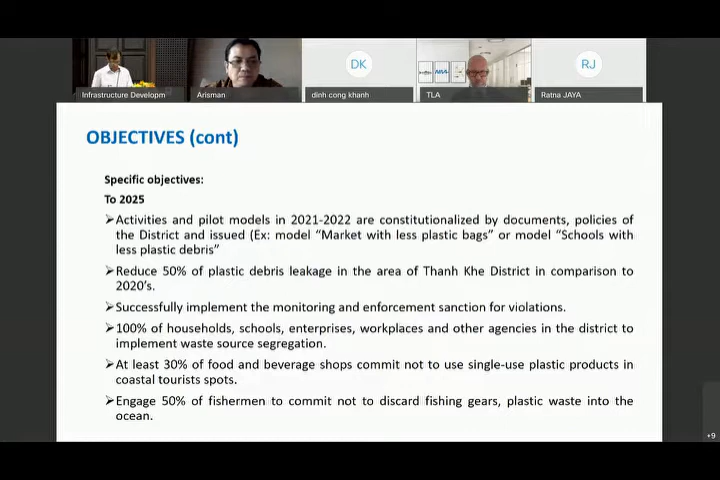 DK
RJ
Infrastructure Developm
Arisman
dinh cong khanh
TLA
Ratna JAYA
OBJECTIVES (cont)
Specific objectives:
To 2025
➢Activities and pilot models in 2021-2022 are constitutionalized by documents, policies of
the District and issued (Ex: model “Market with less plastic bags” or model “Schools with
less plastic debris”
➢Reduce 50% of plastic debris leakage in the area of Thanh Khe District in comparison to
2020’s.
➢Successfully implement the monitoring and enforcement sanction for violations.
➢100% of households, schools, enterprises, workplaces and other agencies in the district to
implement waste source segregation.
➢At least 30% of food and beverage shops commit not to use single-use plastic products in
coastal tourists spots.
➢Engage 50% of fishermen to commit not to discard fishing gears, plastic waste into the
ocean.
+9